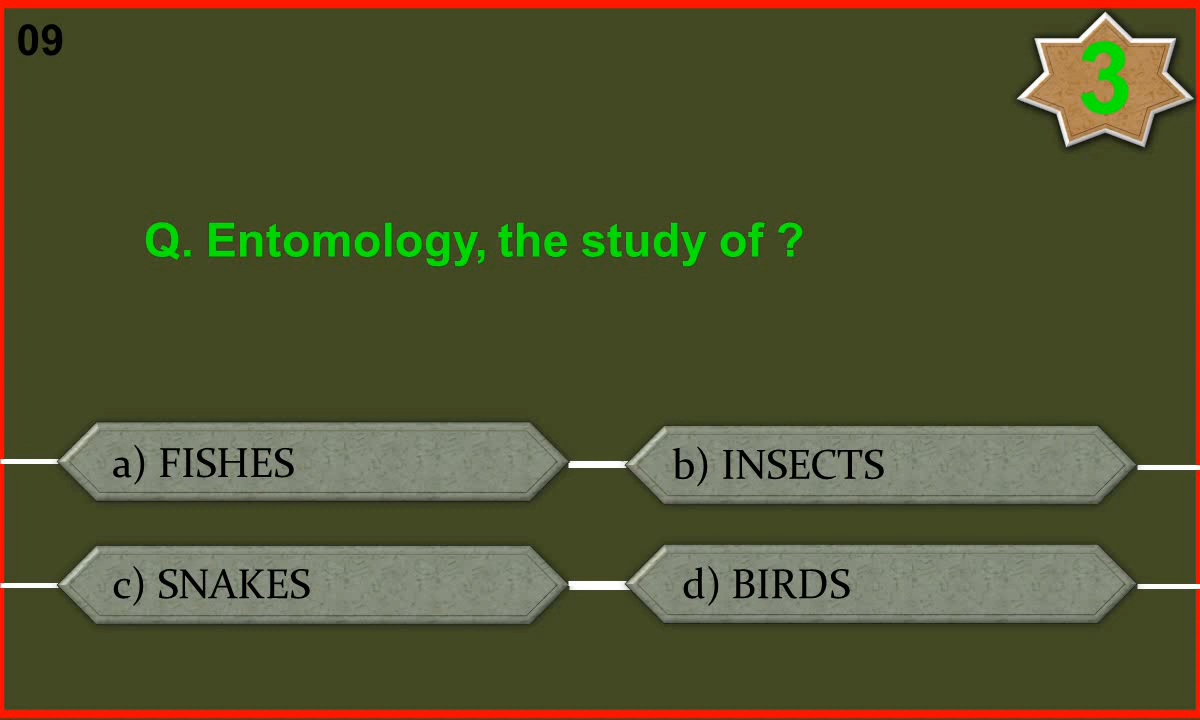 09
3
Q. Entomology, the study of ?
a) FISHES
b) INSECTS
c) SNAKES
d) BIRDS